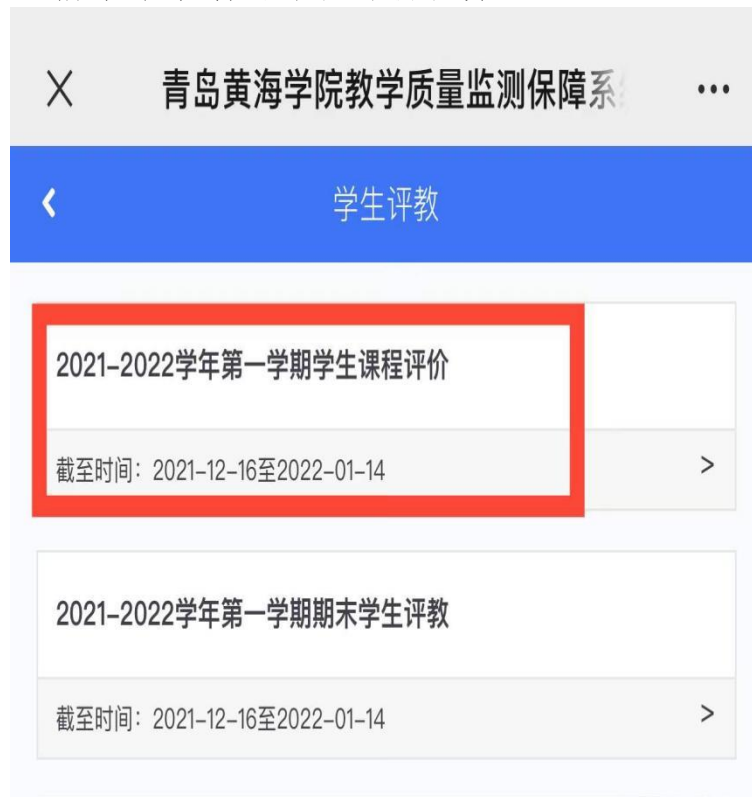 青岛黄海学院教学质量监测保障系
学生评教
2021-2022学年第一学期学生课程评价
截至时间：2021-12-16至2022-01-14
2021-2022学年第一学期期末学生评教
截至时间：2021-12-16至2022-01-14